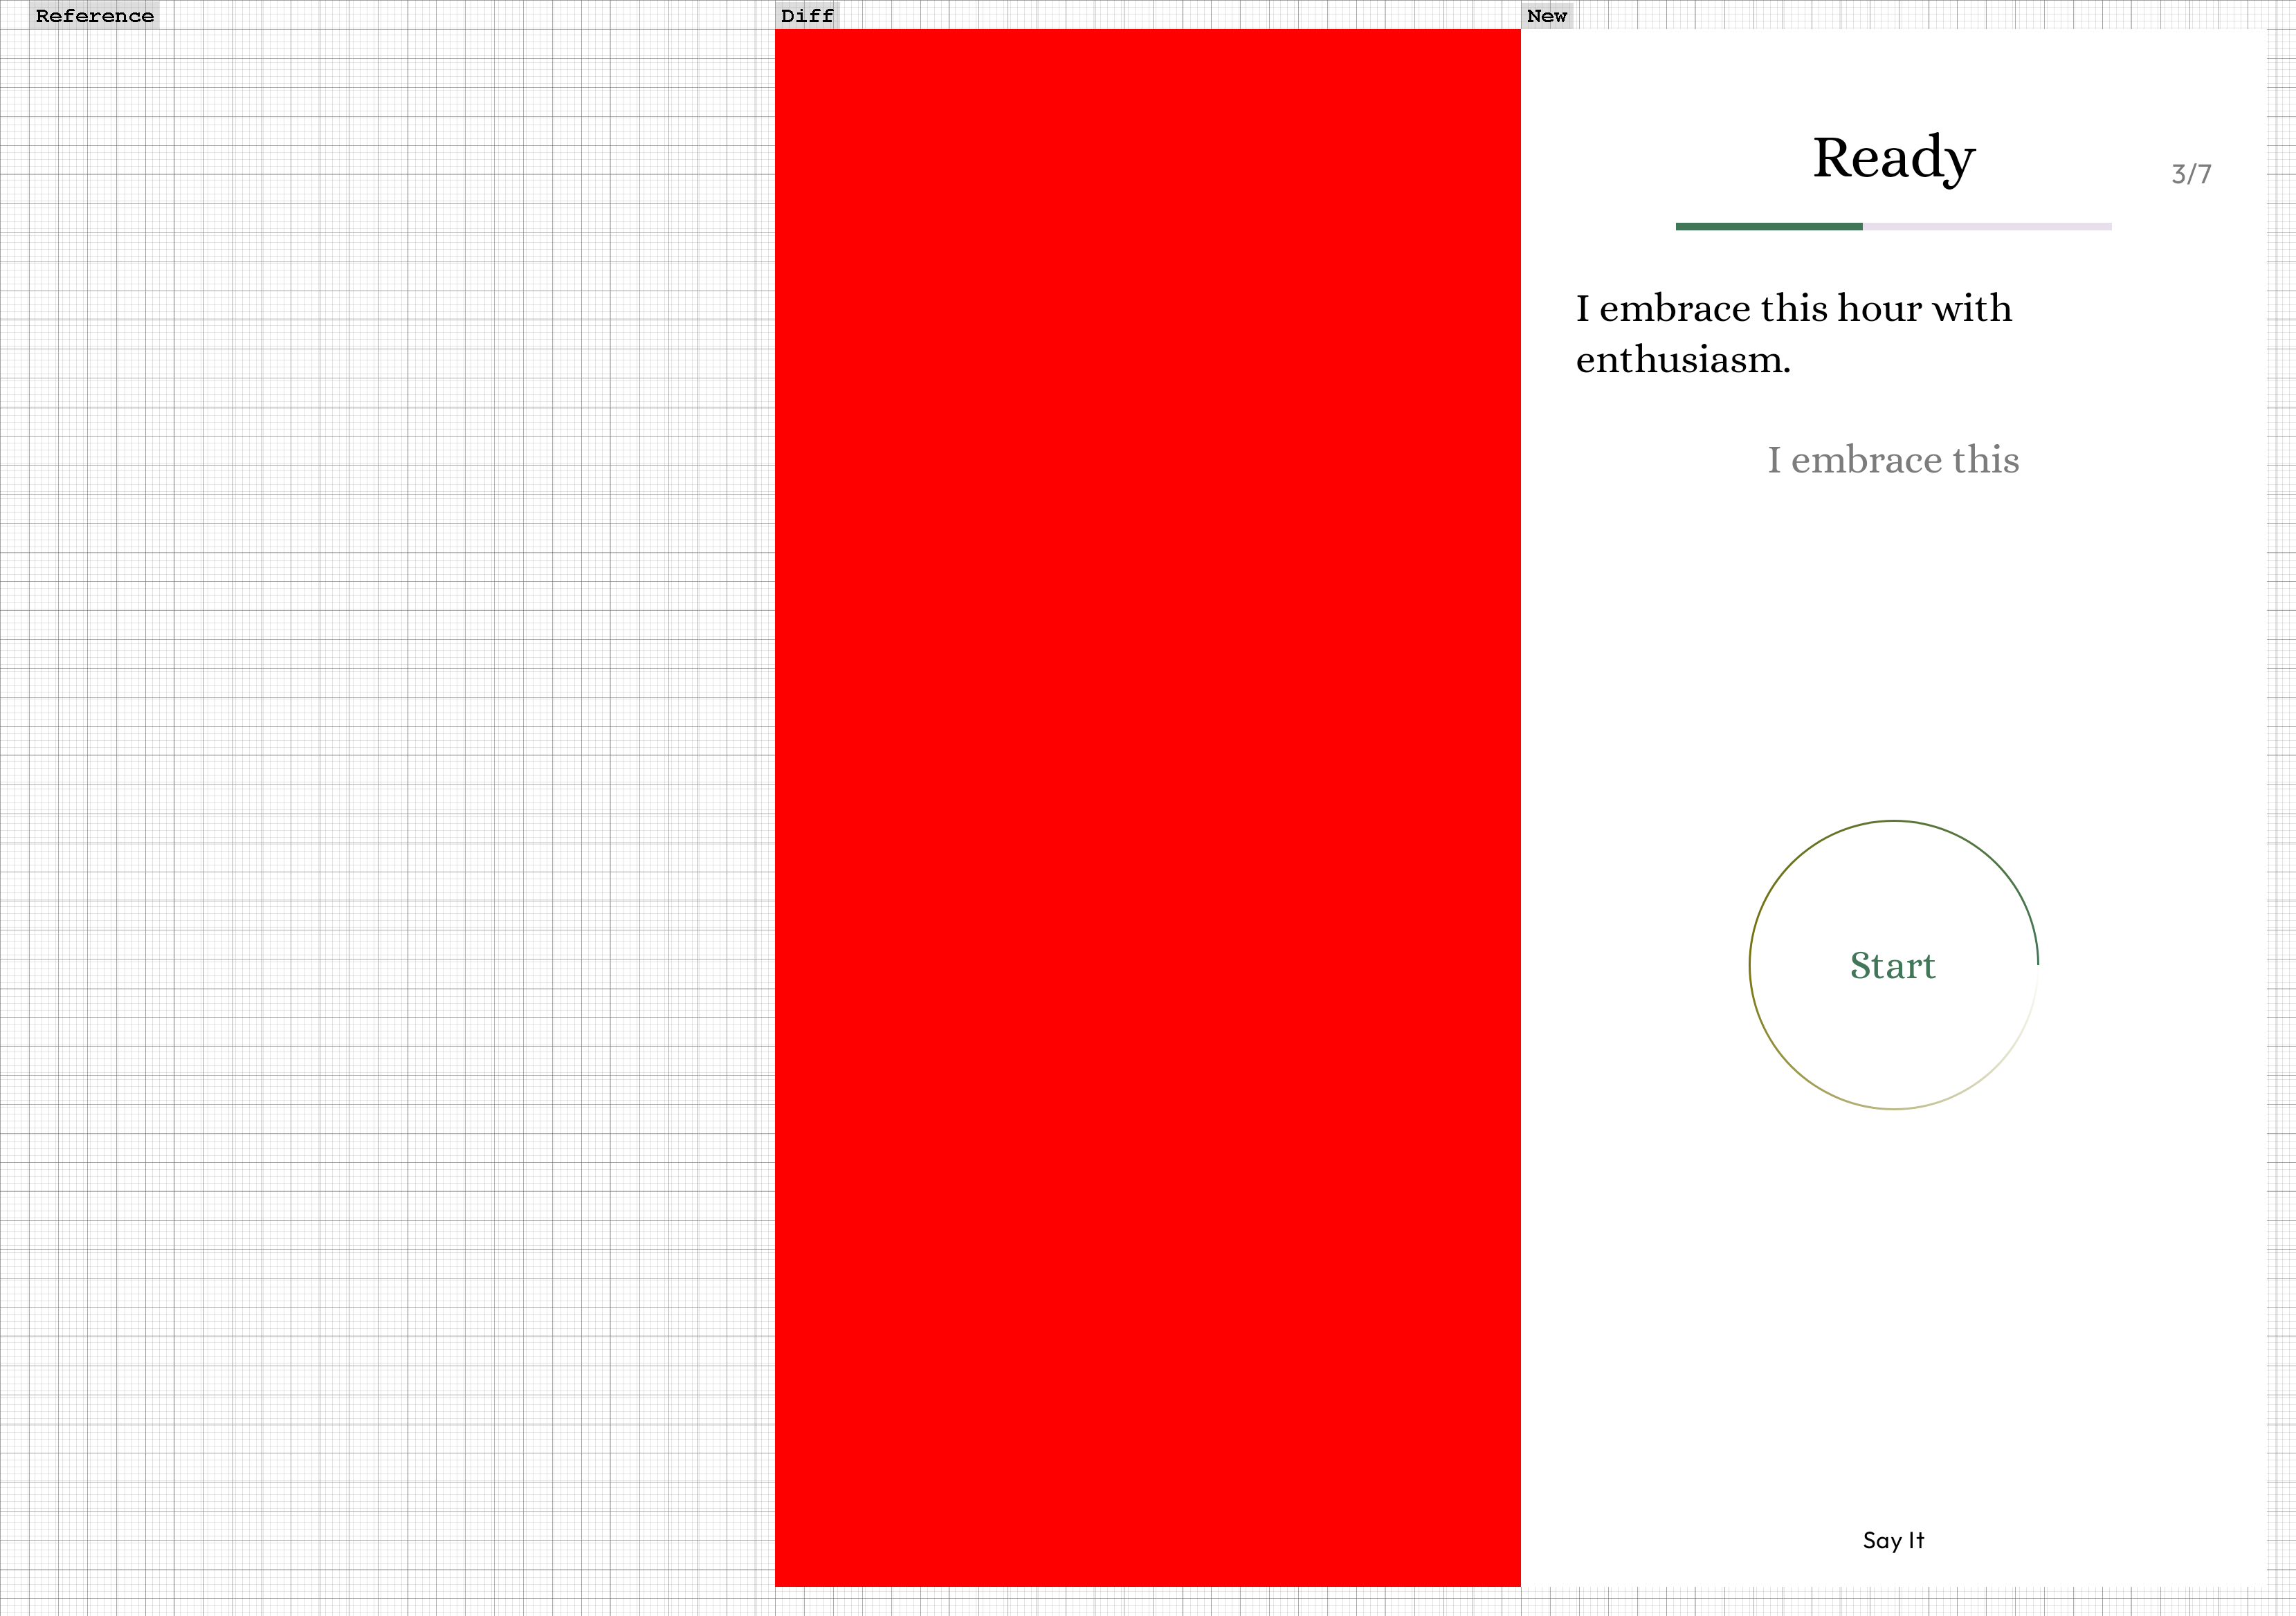 Reference
Diff
New
Ready
3/7
I embrace this hour with
enthusiasm.
I embrace this
Start
Say It